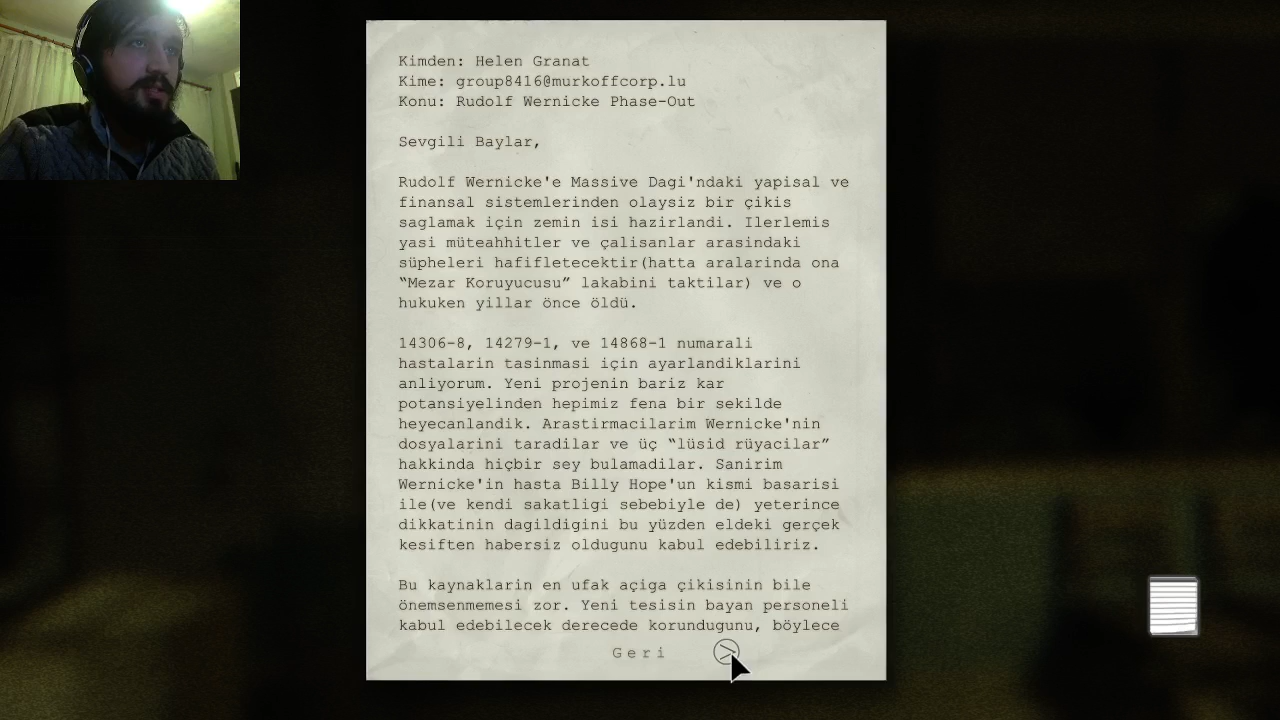 Kimden: Helen Granat
Kime: group8416@murkoffcorp.lu
Konu: Rudolf Wernicke Phase-Out
Sevgili Baylar,
Rudolf Wernicke'e Massive Dagi'ndaki yapisal ve
finansal sistemlerinden olaysiz bir çikis
saglamak için zemin isi hazirlandi. Ilerlemis
yasi müteahhitler ve çalisanlar arasindaki
süpheleri hafifletecektir(hatta aralarinda ona
“Mezar Koruyucusu” lakabini taktilar) ve o
hukuken yillar önce öldü.
14306-8, 14279-1, ve 14868-1 numarali
hastalarin tasinmasi için ayarlandiklarini
anliyorum. Yeni projenin bariz kar
potansiyelinden hepimiz fena bir sekilde
heyecanlandik. Arastirmacilarim Wernicke'nin
dosyalarini taradilar ve üç “lüsid rüyacilar”
hakkinda hiçbir sey bulamadilar. Sanirim
Wernicke'in hasta Billy Hope'un kismi basarisi
ile(ve kendi sakatligi sebebiyle de) yeterince
dikkatinin dagildigini bu yüzden eldeki gerçek
kesiften habersiz oldugunu kabul edebiliriz.
Bu kaynaklarin en ufak açiga çikisinin bile
önemsenmemesi zor. Yeni tesisin bayan personeli
kabul edebilecek derecede korundugunu, böylece
Geri